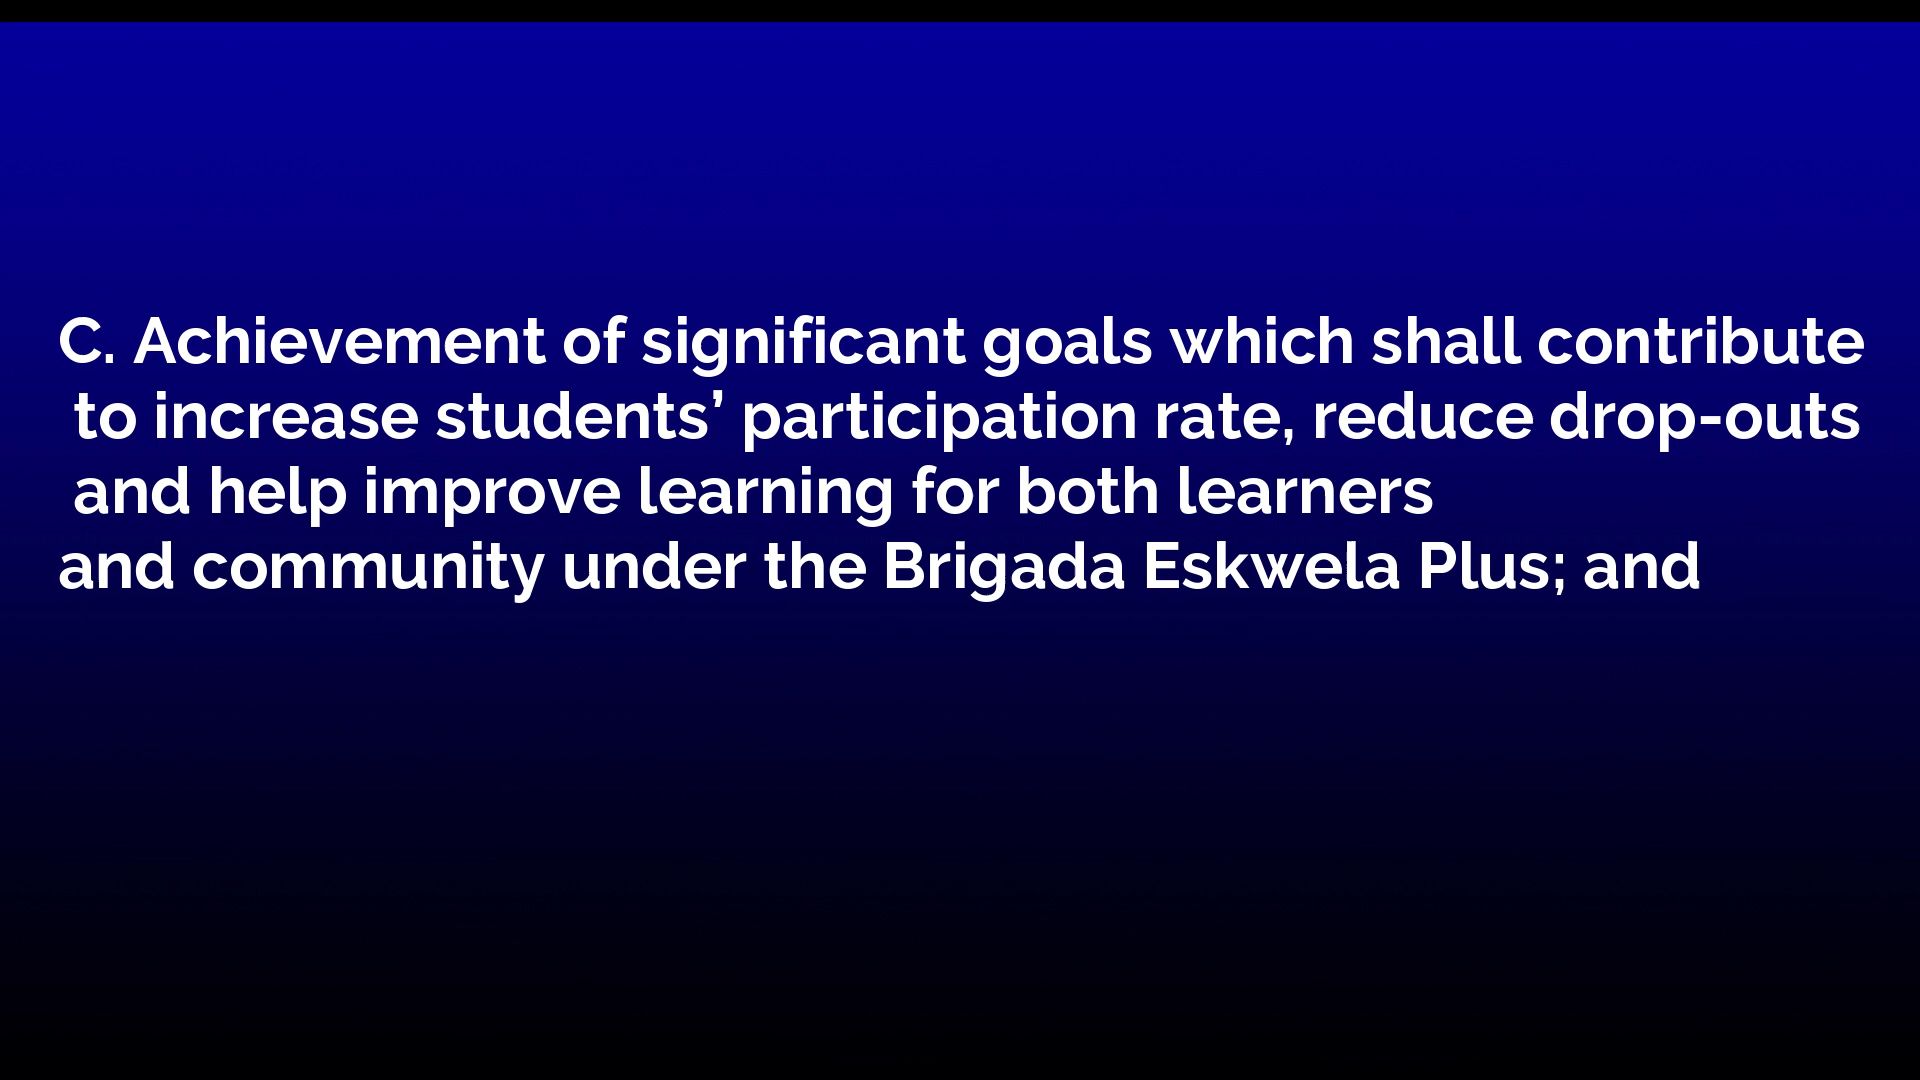 C. Achievement of significant goals which shall contribute
to increase students’ participation rate, reduce drop-outs
and help improve learning for both learners
and community under the Brigada Eskwela Plus; and